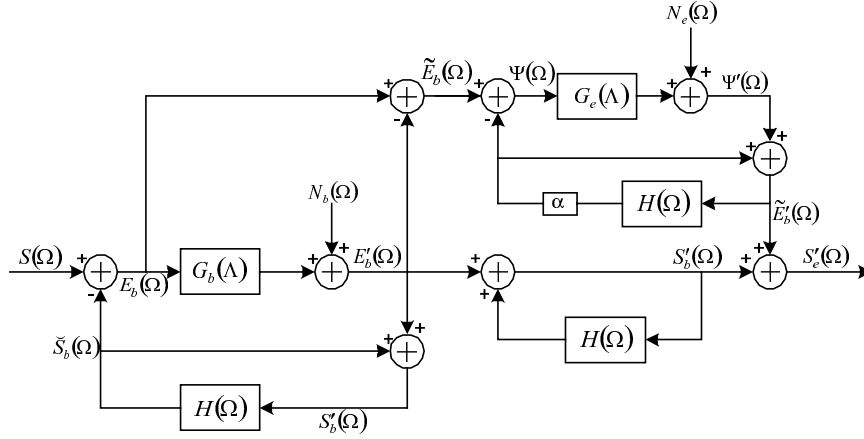 N_e(Ω)
Ẽ_b(Ω)
Ψ(Ω)
G_e(Λ)
Ψ′(Ω)
+ + + + +
-
-
+ +
N_b(Ω)
α
H(Ω)
Ẽ′_b(Ω)
S(Ω)
+
-
E_b(Ω)
G_b(Λ)
+ +
E′_b(Ω)
+
+
S′_b(Ω)
+ +
S′_e(Ω)
S̆_b(Ω)
+ +
H(Ω)
H(Ω)
S′_b(Ω)